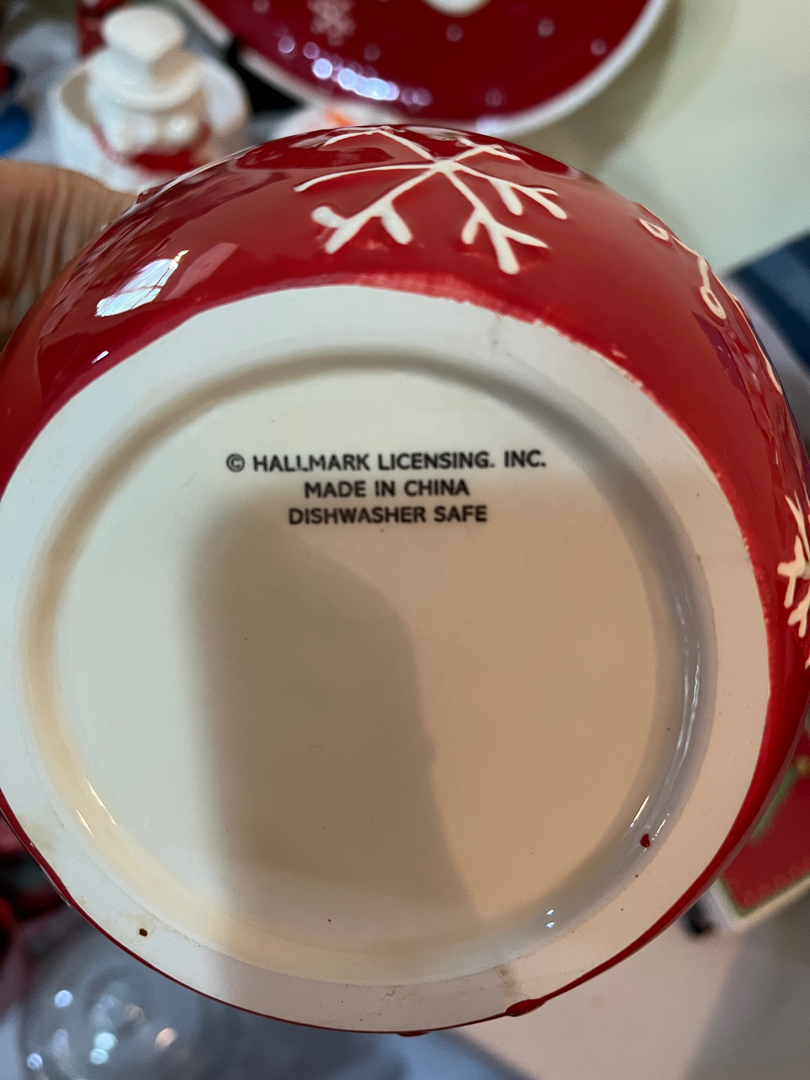 © HALLMARK LICENSING. INC.
MADE IN CHINA
DISHWASHER SAFE